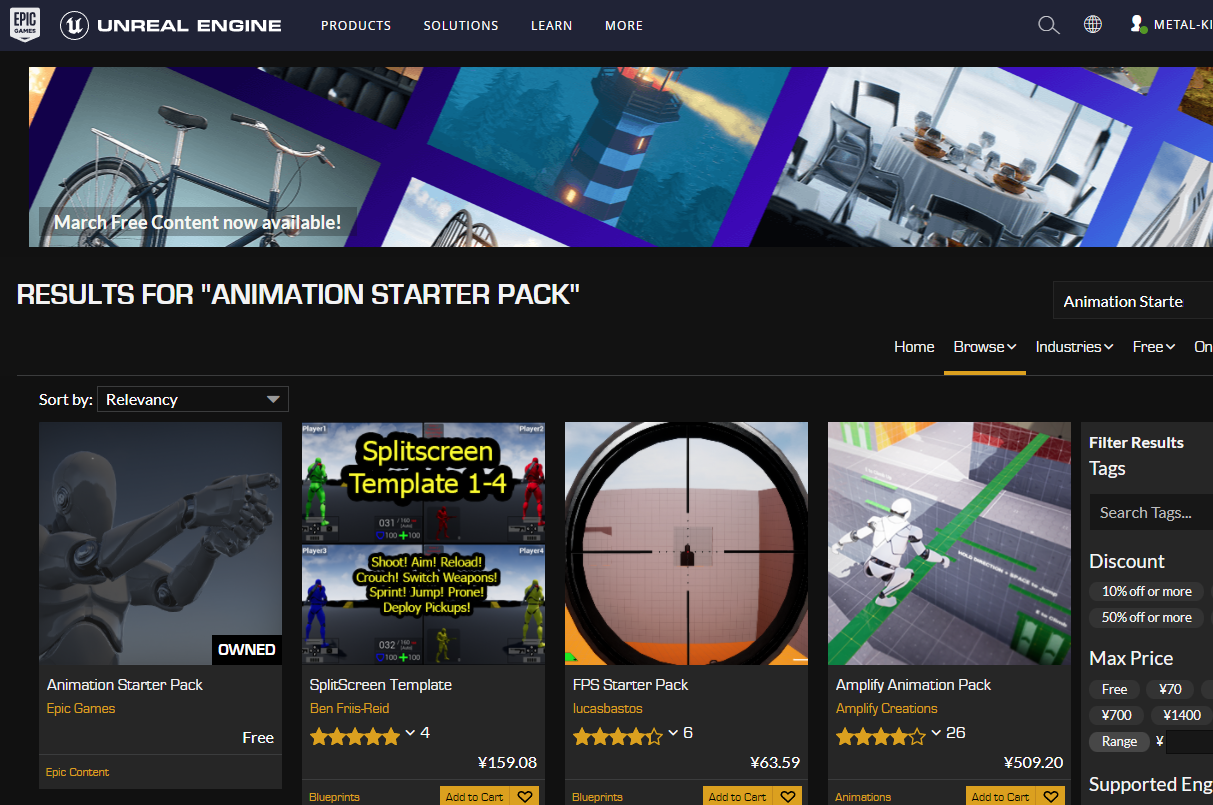 EPIC GAMES
UNREAL ENGINE
PRODUCTS SOLUTIONS LEARN MORE
METAL-KI
March Free Content now available!
RESULTS FOR "ANIMATION STARTER PACK"
Animation Starte
Home Browse Industries Free On
Sort by: Relevancy
OWNED
Animation Starter Pack
Epic Games
Free
Epic Content
Player1 Player2
Splitscreen
Template 1-4
Player3 Player4
Shoot! Aim! Reload!
Crouch! Switch Weapons!
Sprint! Jump! Prone!
Deploy Pickups!
SplitScreen Template
Ben Friis-Reid
4
¥159.08
Blueprints Add to Cart
FPS Starter Pack
lucasbastos
6
¥63.59
Blueprints Add to Cart
HOLD DIRECTION + SPACE to Jump
Amplify Animation Pack
Amplify Creations
26
¥509.20
Animations Add to Cart
Filter Results
Tags
Search Tags...
Discount
10% off or more
50% off or more
Max Price
Free ¥70
¥700 ¥1400
Range ¥
Supported Eng